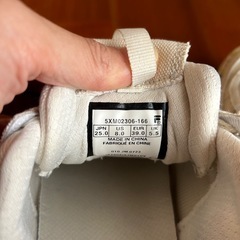 5XM02306-166
JPN US EUR UK
25.0 8.0 39.0 5.5
MADE IN CHINA
FABRIQUÉ EN CHINE